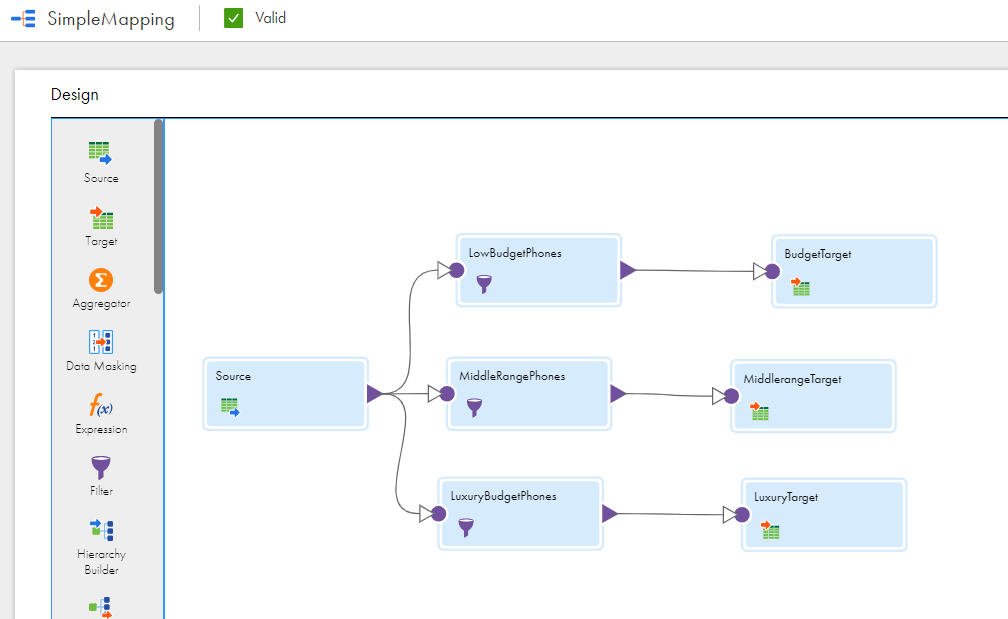 SimpleMapping
Valid
Design
Source
Target
Aggregator
Data Masking
Expression
Filter
Hierarchy
Builder
LowBudgetPhones
BudgetTarget
Source
MiddleRangePhones
MiddlerangeTarget
LuxuryBudgetPhones
LuxuryTarget